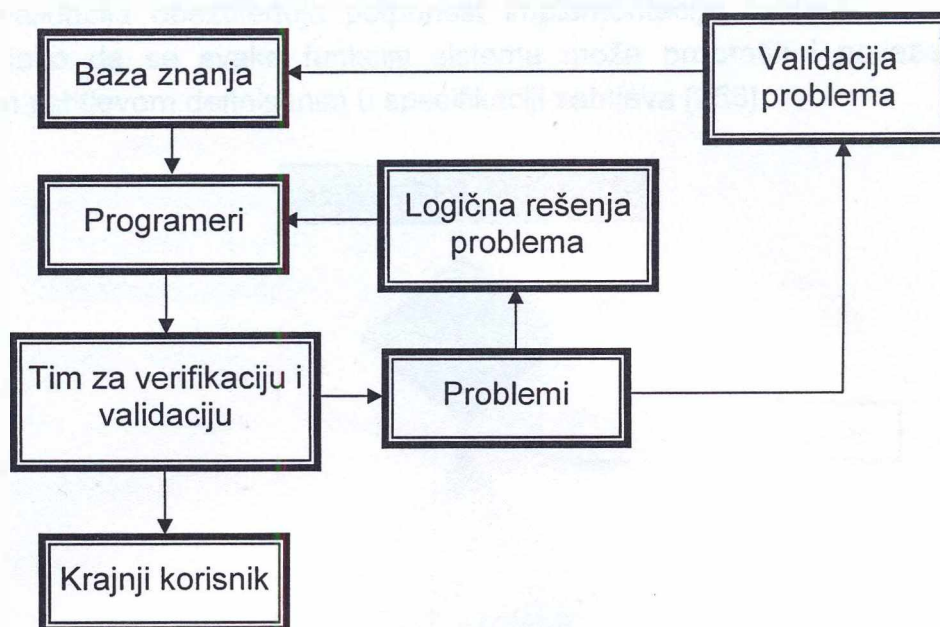 Baza znanja
Validacija
problema
Programeri
Logična rešenja
problema
Tim za verifikaciju i
validaciju
Problemi
Krajnji korisnik